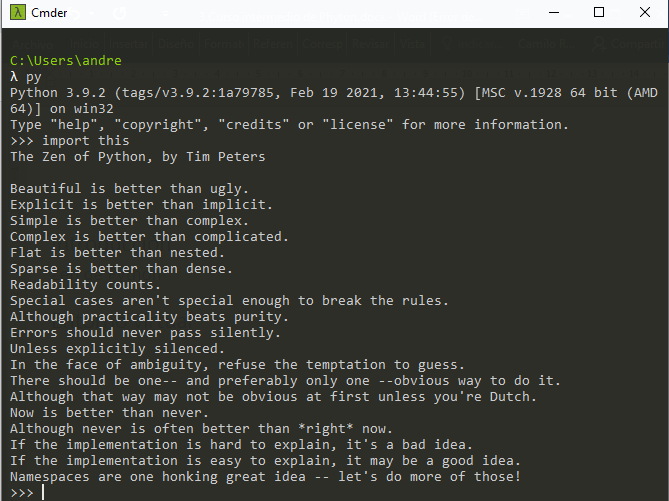 λ Cmder
C:\Users\andre
λ py
Python 3.9.2 (tags/v3.9.2:1a79785, Feb 19 2021, 13:44:55) [MSC v.1928 64 bit (AMD
64)] on win32
Type "help", "copyright", "credits" or "license" for more information.
>>> import this
The Zen of Python, by Tim Peters

Beautiful is better than ugly.
Explicit is better than implicit.
Simple is better than complex.
Complex is better than complicated.
Flat is better than nested.
Sparse is better than dense.
Readability counts.
Special cases aren't special enough to break the rules.
Although practicality beats purity.
Errors should never pass silently.
Unless explicitly silenced.
In the face of ambiguity, refuse the temptation to guess.
There should be one-- and preferably only one --obvious way to do it.
Although that way may not be obvious at first unless you're Dutch.
Now is better than never.
Although never is often better than *right* now.
If the implementation is hard to explain, it's a bad idea.
If the implementation is easy to explain, it may be a good idea.
Namespaces are one honking great idea -- let's do more of those!
>>>